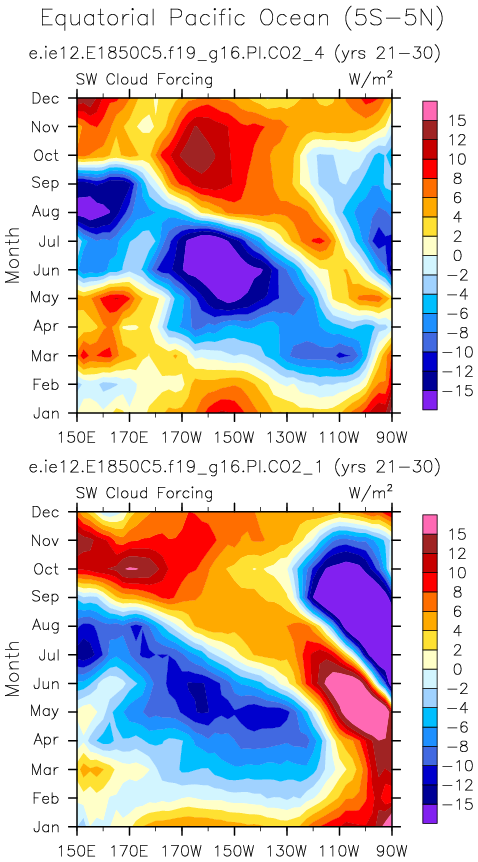 Equatorial Pacific Ocean (5S-5N)
e.ie12.E1850C5.f19_g16.PI.CO2_4 (yrs 21-30)
SW Cloud Forcing W/m²
Dec
Nov
Oct
Sep
Aug
Jul
Jun
May
Apr
Mar
Feb
Jan
Month
150E 170E 170W 150W 130W 110W 90W
15
12
10
8
6
4
2
0
-2
-4
-6
-8
-10
-12
-15
e.ie12.E1850C5.f19_g16.PI.CO2_1 (yrs 21-30)
SW Cloud Forcing W/m²
Dec
Nov
Oct
Sep
Aug
Jul
Jun
May
Apr
Mar
Feb
Jan
Month
150E 170E 170W 150W 130W 110W 90W
15
12
10
8
6
4
2
0
-2
-4
-6
-8
-10
-12
-15